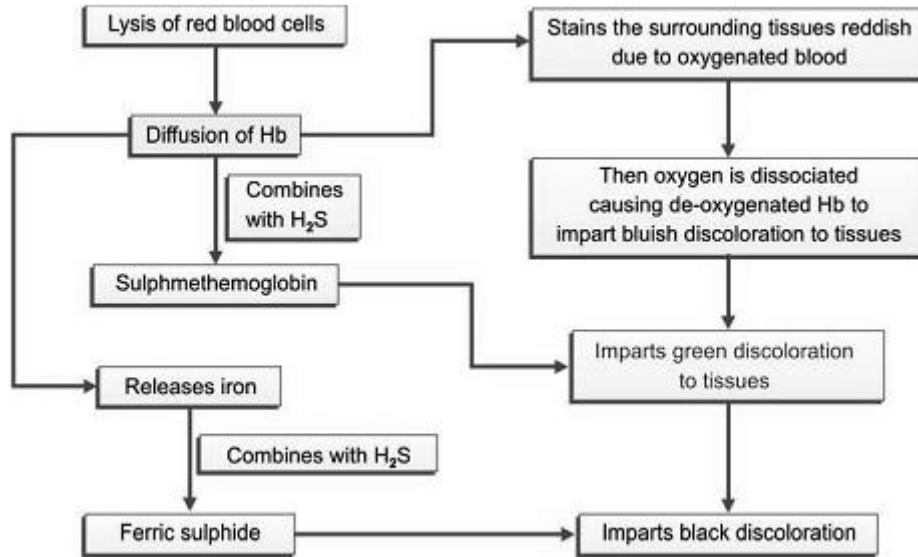 Lysis of red blood cells
Stains the surrounding tissues reddish
due to oxygenated blood
Diffusion of Hb
Combines
with H₂S
Then oxygen is dissociated
causing de-oxygenated Hb to
impart bluish discoloration to tissues
Sulphmethemoglobin
Imparts green discoloration
to tissues
Releases iron
Combines with H₂S
Ferric sulphide
Imparts black discoloration